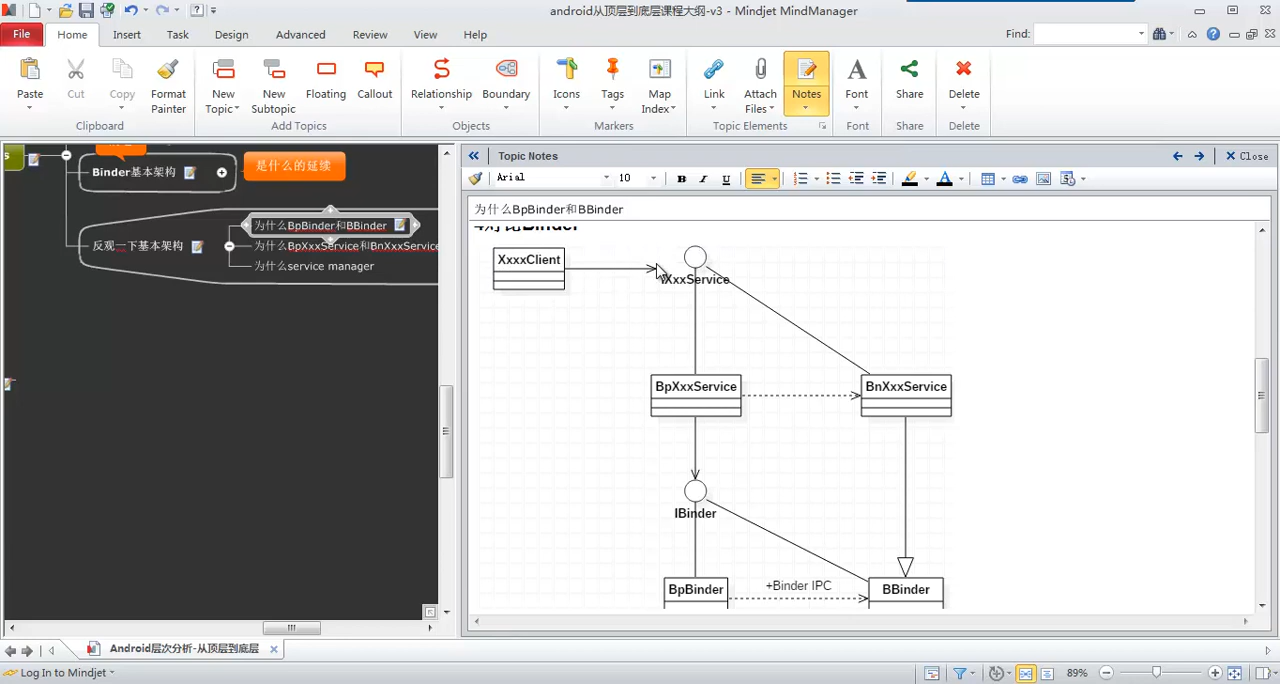 android从顶层到底层课程大纲-v3 - Mindjet MindManager
File Home Insert Task Design Advanced Review View Help Find:
Paste Cut Copy Format Painter
New Topic New Subtopic Floating Callout
Relationship Boundary
Icons Tags Map Index
Link Attach Files Notes
Font Share Delete
Clipboard Add Topics Objects Markers Topic Elements Font Share Delete
s
Binder基本架构
是什么的延续
反观一下基本架构
为什么BpBinder和BBinder
为什么BpXxxService和BnXxxService
为什么service manager
Topic Notes Close
Arial 10 B I U
为什么BpBinder和BBinder
XxxxClient
IXxxService
BpXxxService
BnXxxService
IBinder
BpBinder
+Binder IPC
BBinder
Android层次分析-从顶层到底层
Log In to Mindjet
89%